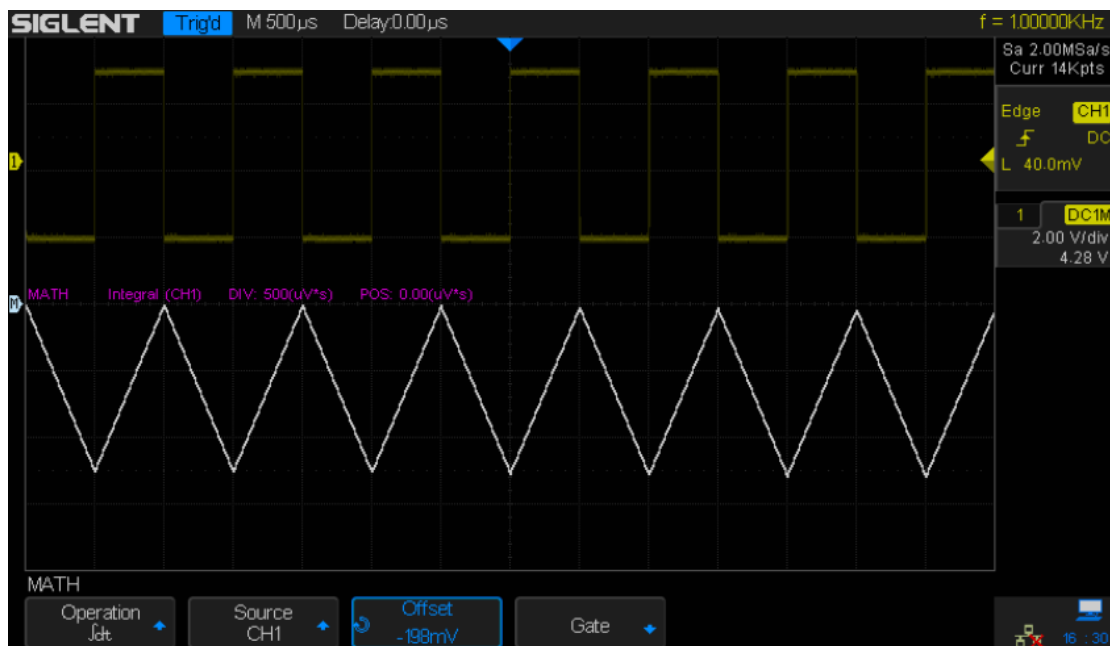 SIGLENT Trig'd M 500µs Delay:0.00µs f = 1.00000KHz
Sa 2.00MSa/s
Curr 14Kpts
Edge CH1
DC
L 40.0mV
1 DC1M
2.00 V/div
4.28 V
1
M
MATH Integral (CH1) DIV: 500(uV*s) POS: 0.00(uV*s)
MATH
Operation Source Offset Gate
∫dt CH1 -198mV
16 : 30